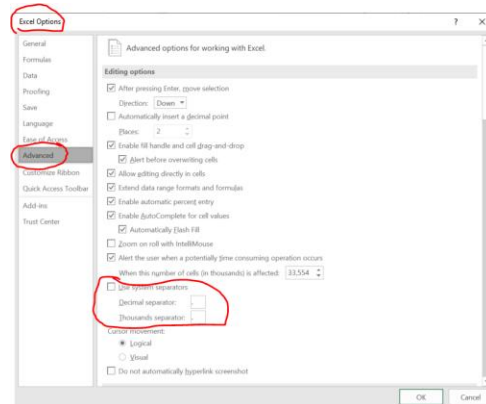 Excel Options
? ×
General
Formulas
Data
Proofing
Save
Language
Ease of Access
Advanced
Customize Ribbon
Quick Access Toolbar
Add-ins
Trust Center
Advanced options for working with Excel.
Editing options
After pressing Enter, move selection
Direction: Down
Automatically insert a decimal point
Places: 2
Enable fill handle and cell drag-and-drop
Alert before overwriting cells
Allow editing directly in cells
Extend data range formats and formulas
Enable automatic percent entry
Enable AutoComplete for cell values
Automatically Flash Fill
Zoom on roll with IntelliMouse
Alert the user when a potentially time consuming operation occurs
When this number of cells (in thousands) is affected: 33,554
Use system separators
Decimal separator:
Thousands separator:
Cursor movement:
Logical
Visual
Do not automatically hyperlink screenshot
OK
Cancel